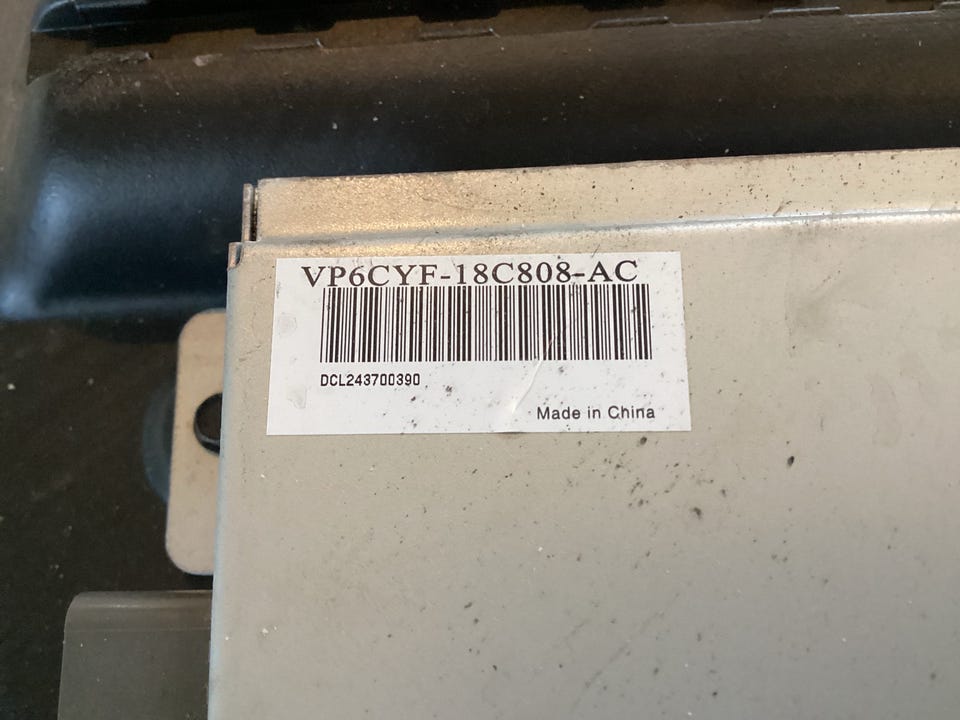 VP6CYF-18C808-AC
DCL243700390
Made in China